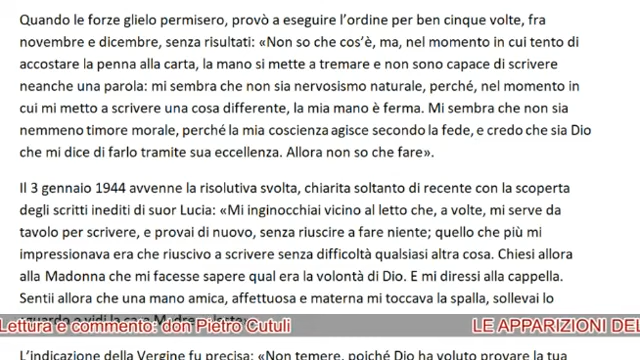 Quando le forze glielo permisero, provò a eseguire l’ordine per ben cinque volte, fra
novembre e dicembre, senza risultati: «Non so che cos’è, ma, nel momento in cui tento di
accostare la penna alla carta, la mano si mette a tremare e non sono capace di scrivere
neanche una parola: mi sembra che non sia nervosismo naturale, perché, nel momento in
cui mi metto a scrivere una cosa differente, la mia mano è ferma. Mi sembra che non sia
nemmeno timore morale, perché la mia coscienza agisce secondo la fede, e credo che sia Dio
che mi dice di farlo tramite sua eccellenza. Allora non so che fare».
Il 3 gennaio 1944 avvenne la risolutiva svolta, chiarita soltanto di recente con la scoperta
degli scritti inediti di suor Lucia: «Mi inginocchiai vicino al letto che, a volte, mi serve da
tavolo per scrivere, e provai di nuovo, senza riuscire a fare niente; quello che più mi
impressionava era che riuscivo a scrivere senza difficoltà qualsiasi altra cosa. Chiesi allora
alla Madonna che mi facesse sapere qual era la volontà di Dio. E mi diressi alla cappella.
Sentii allora che una mano amica, affettuosa e materna mi toccava la spalla, sollevai lo
Lettura e commento: don Pietro Cutuli
LE APPARIZIONI DEL
L’indicazione della Vergine fu precisa: «Non temere, poiché Dio ha voluto provare la tua